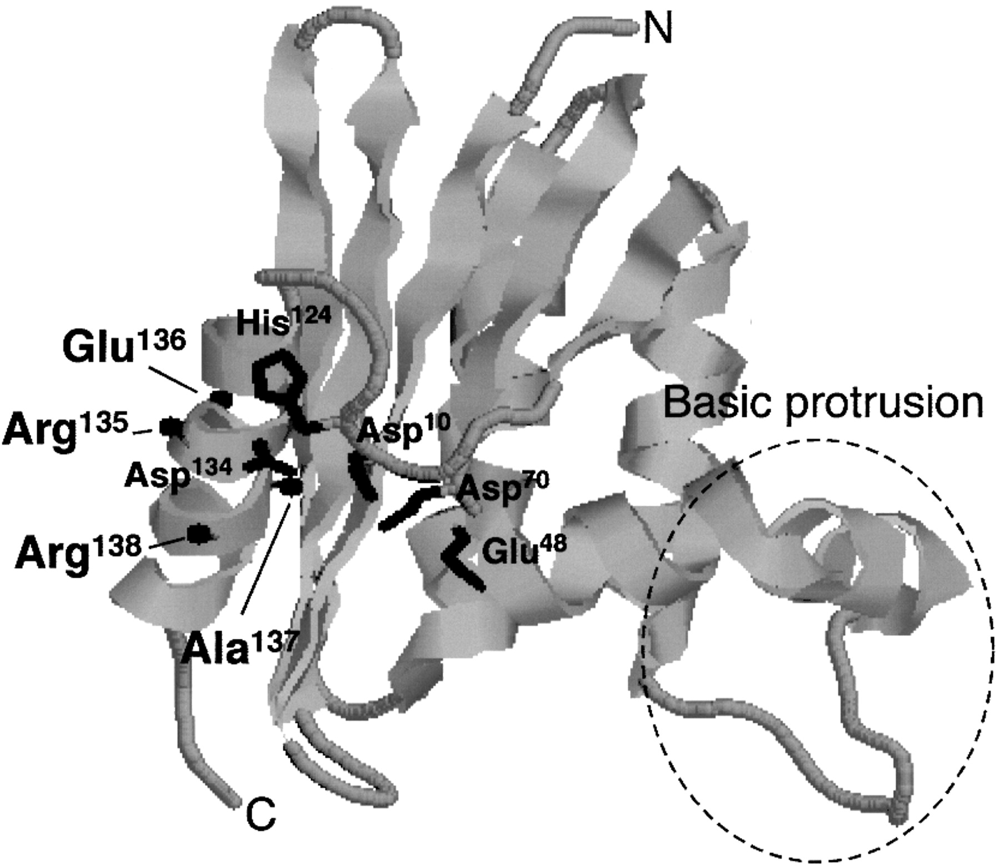 N
His124
Glu136
Basic protrusion
Arg135
Asp10
Asp134
Asp70
Arg138
Glu48
Ala137
C